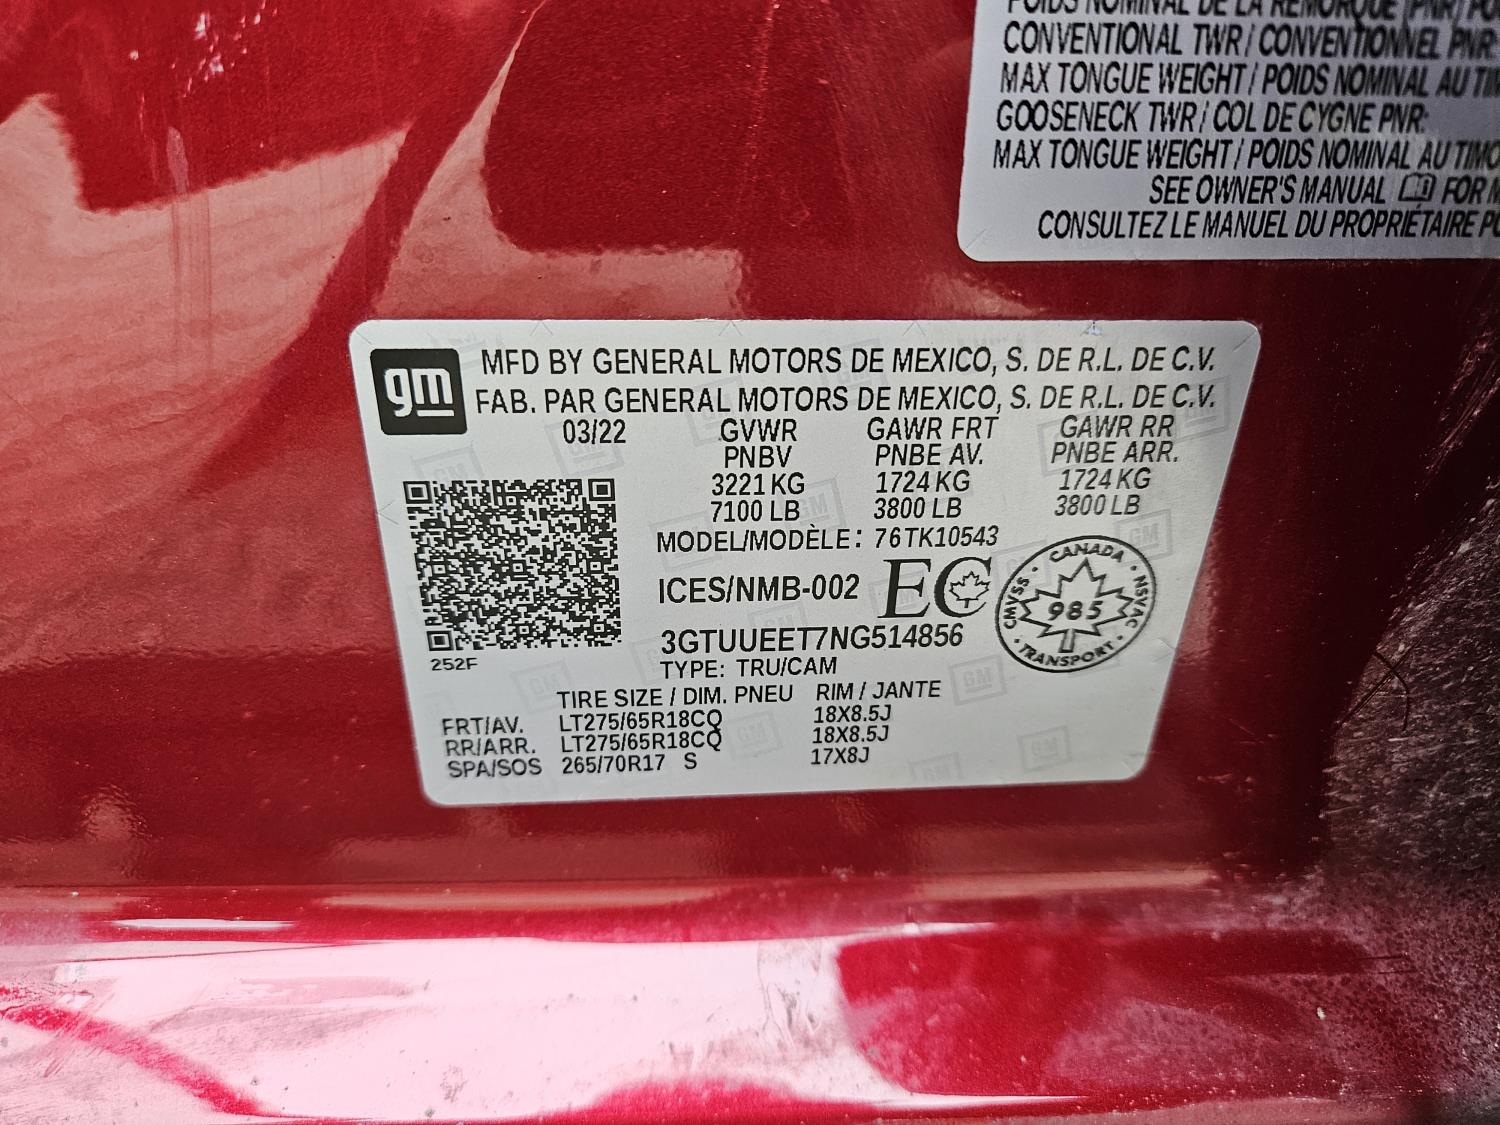 POIDS NOMINAL DE LA REMORQUE (PNR)
CONVENTIONAL TWR / CONVENTIONNEL PNR:
MAX TONGUE WEIGHT / POIDS NOMINAL AU
GOOSENECK TWR / COL DE CYGNE PNR:
MAX TONGUE WEIGHT / POIDS NOMINAL AU
SEE OWNER'S MANUAL FOR
CONSULTEZ LE MANUEL DU PROPRIÉTAIRE
gm
MFD BY GENERAL MOTORS DE MEXICO, S. DE R.L. DE C.V.
FAB. PAR GENERAL MOTORS DE MEXICO, S. DE R.L. DE C.V.
03/22 GVWR GAWR FRT GAWR RR
PNBV PNBE AV. PNBE ARR.
3221 KG 1724 KG 1724 KG
7100 LB 3800 LB 3800 LB
MODEL/MODÈLE: 76TK10543
ICES/NMB-002 EC
CANADA
CMVSS NSVAC
985
TRANSPORT
3GTUUEET7NG514856
252F
TYPE: TRU/CAM
TIRE SIZE / DIM. PNEU RIM / JANTE
FRT/AV. LT275/65R18CQ 18X8.5J
RR/ARR. LT275/65R18CQ 18X8.5J
SPA/SOS 265/70R17 S 17X8J